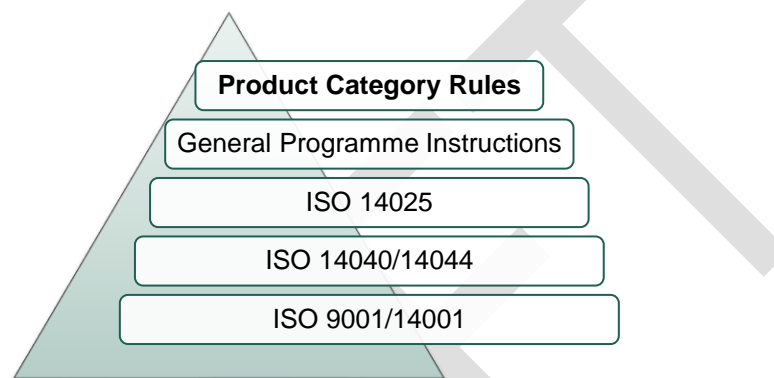 Product Category Rules
General Programme Instructions
ISO 14025
ISO 14040/14044
ISO 9001/14001